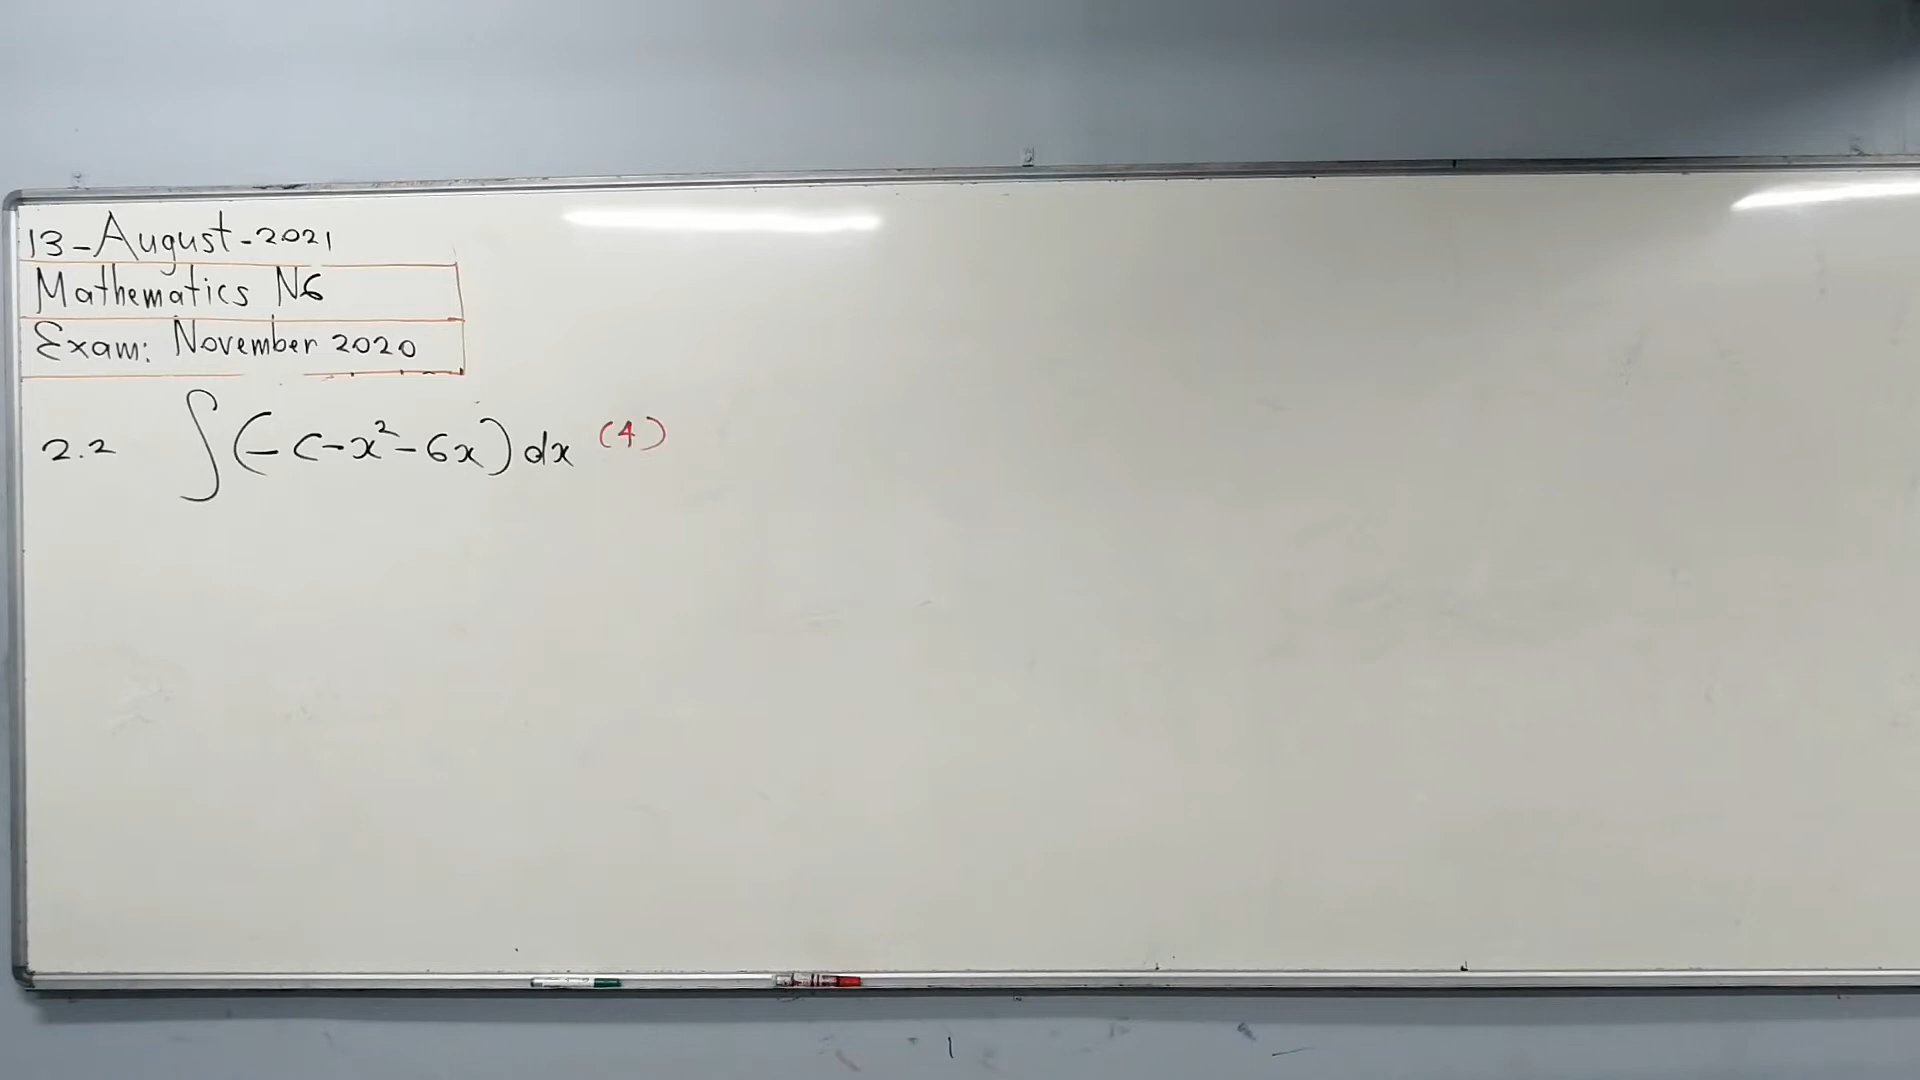 13-August-2021
Mathematics N6
Exam: November 2020
2.2 ∫(-c-x²-6x)dx (4)